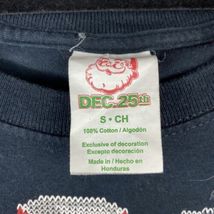 DEC. 25th
S • CH
100% Cotton / Algodón
Exclusive of decoration
Excepto decoración
Made in / Hecho en
Honduras